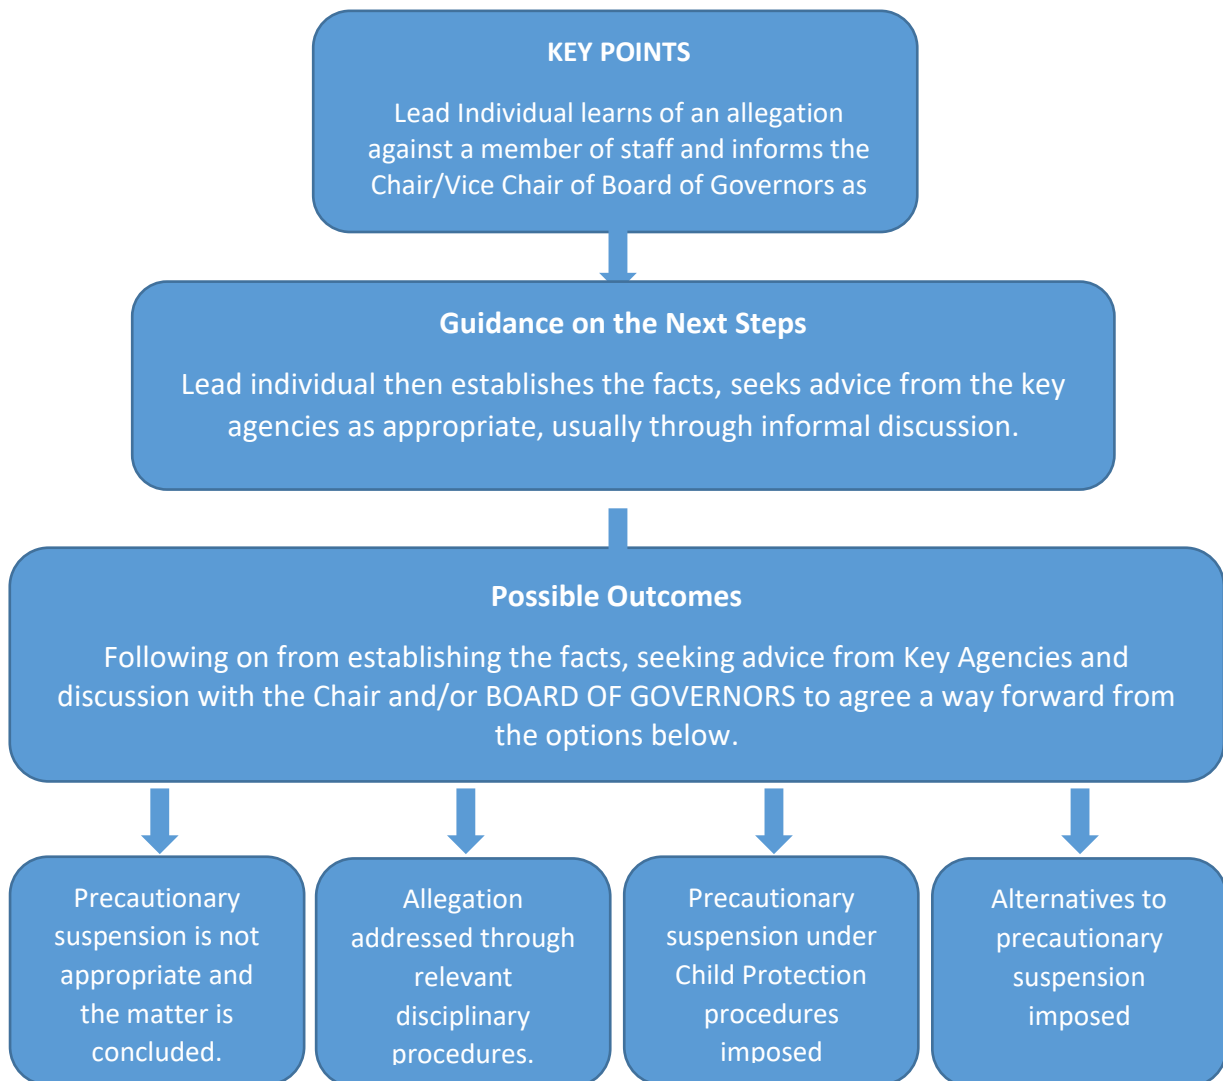 KEY POINTS
Lead Individual learns of an allegation
against a member of staff and informs the
Chair/Vice Chair of Board of Governors as
Guidance on the Next Steps
Lead individual then establishes the facts, seeks advice from the key
agencies as appropriate, usually through informal discussion.
Possible Outcomes
Following on from establishing the facts, seeking advice from Key Agencies and
discussion with the Chair and/or BOARD OF GOVERNORS to agree a way forward from
the options below.
Precautionary
suspension is not
appropriate and
the matter is
concluded.
Allegation
addressed through
relevant
disciplinary
procedures.
Precautionary
suspension under
Child Protection
procedures
imposed
Alternatives to
precautionary
suspension
imposed